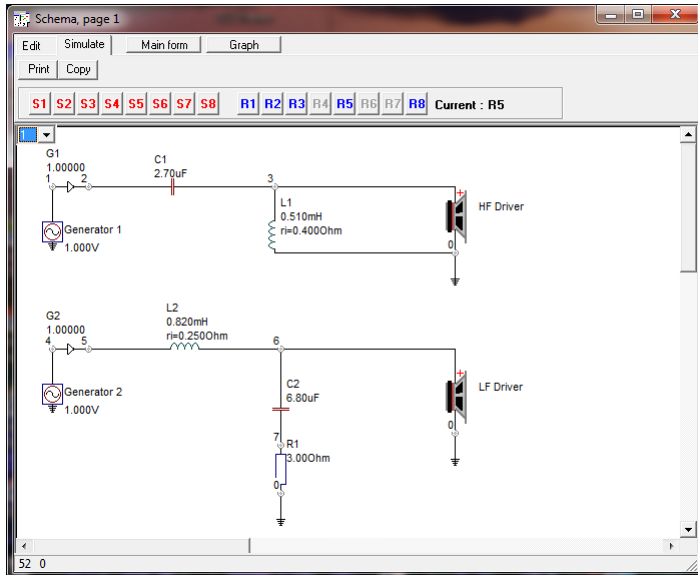 Schema, page 1
Edit Simulate Main form Graph
Print Copy
S1 S2 S3 S4 S5 S6 S7 S8 R1 R2 R3 R4 R5 R6 R7 R8 Current : R5
1
G1
1.00000
1 2
C1
2.70uF
3
L1
0.510mH
ri=0.400Ohm
+
HF Driver
0
Generator 1
1.000V
G2
1.00000
4 5
L2
0.820mH
ri=0.250Ohm
6
C2
6.80uF
+
LF Driver
0
Generator 2
1.000V
7
R1
3.00Ohm
0
52 0